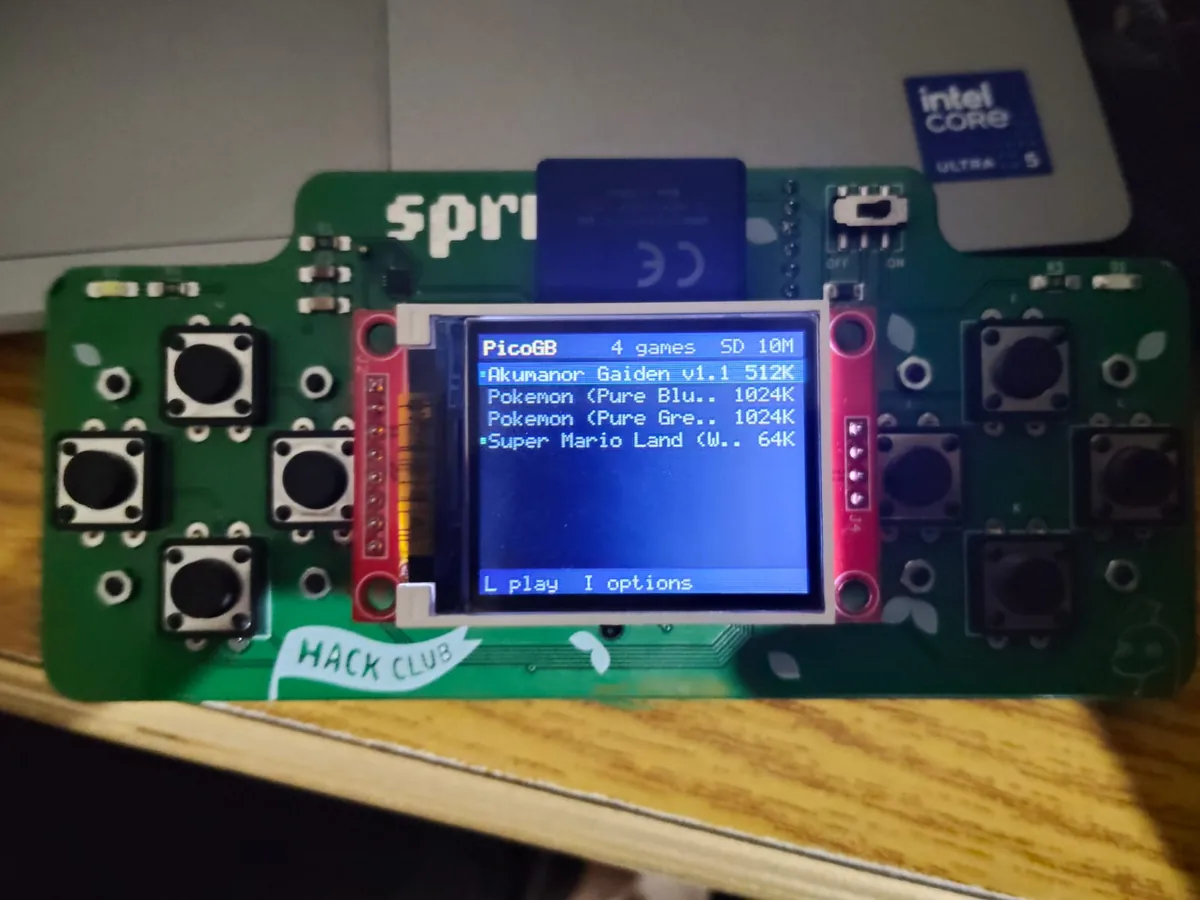 intel
CORE
ULTRA 5
spri
CE
OFF
ON
PicoGB 4 games SD 10M
Akumanor Gaiden v1.1 512K
Pokemon (Pure Blu.. 1024K
Pokemon (Pure Gre.. 1024K
Super Mario Land (W.. 64K
L play I options
HACK CLUB